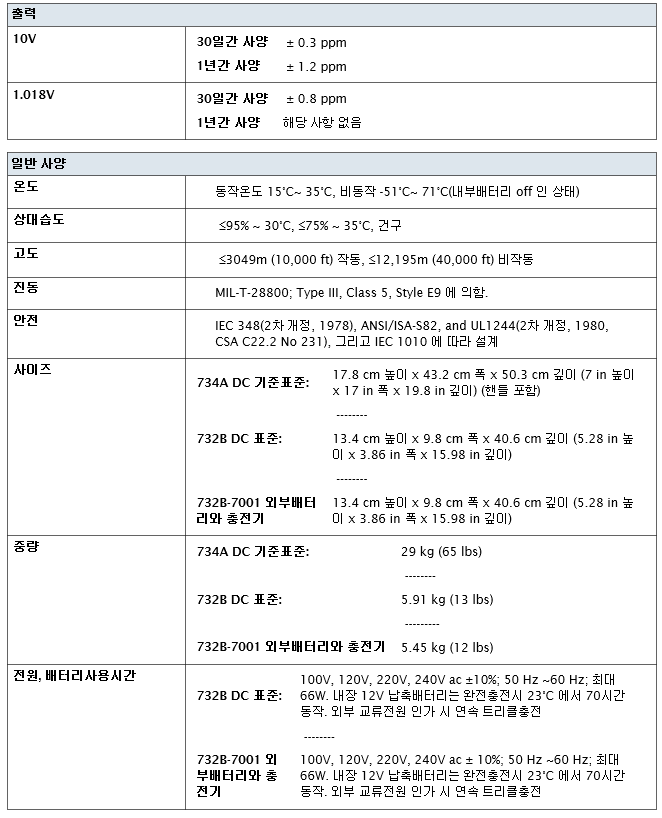 출력
10V
30일간 사양 ± 0.3 ppm
1년간 사양 ± 1.2 ppm
1.018V
30일간 사양 ± 0.8 ppm
1년간 사양 해당 사항 없음
일반 사양
온도
동작온도 15°C~ 35°C, 비동작 -51°C~ 71°C(내부배터리 off 인 상태)
상대습도
≤95% ~ 30°C, ≤75% ~ 35°C, 건구
고도
≤3049m (10,000 ft) 작동, ≤12,195m (40,000 ft) 비작동
진동
MIL-T-28800; Type III, Class 5, Style E9 에 의함.
안전
IEC 348(2차 개정, 1978), ANSI/ISA-S82, and UL1244(2차 개정, 1980,
CSA C22.2 No 231), 그리고 IEC 1010 에 따라 설계
사이즈
734A DC 기준표준:
17.8 cm 높이 x 43.2 cm 폭 x 50.3 cm 깊이 (7 in 높이
x 17 in 폭 x 19.8 in 깊이) (핸들 포함)
--------
732B DC 표준:
13.4 cm 높이 x 9.8 cm 폭 x 40.6 cm 깊이 (5.28 in 높
이 x 3.86 in 폭 x 15.98 in 깊이)
--------
732B-7001 외부배터
리와 충전기
13.4 cm 높이 x 9.8 cm 폭 x 40.6 cm 깊이 (5.28 in 높
이 x 3.86 in 폭 x 15.98 in 깊이)
중량
734A DC 기준표준: 29 kg (65 lbs)
--------
732B DC 표준: 5.91 kg (13 lbs)
---------
732B-7001 외부배터리와 충전기 5.45 kg (12 lbs)
전원, 배터리사용시간
732B DC 표준:
100V, 120V, 220V, 240V ac ±10%; 50 Hz ~60 Hz; 최대
66W. 내장 12V 납축배터리는 완전충전시 23°C 에서 70시간
동작. 외부 교류전원 인가 시 연속 트리클충전
--------
732B-7001 외
부배터리와 충
전기
100V, 120V, 220V, 240V ac ± 10%; 50 Hz ~60 Hz; 최대
66W. 내장 12V 납축배터리는 완전충전시 23°C 에서 70시간
동작. 외부 교류전원 인가 시 연속 트리클충전